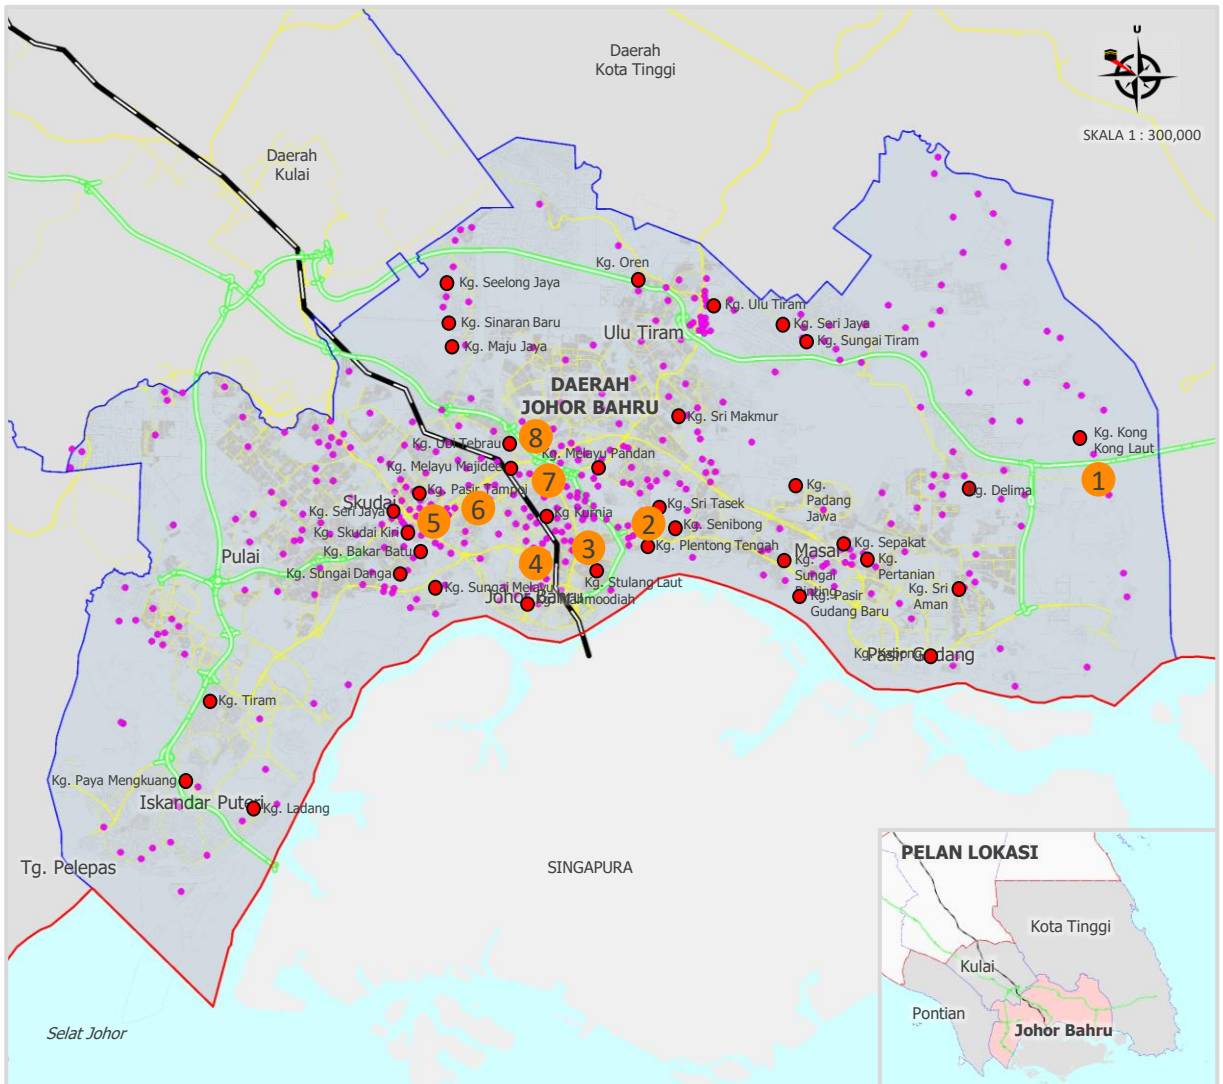 U
SKALA 1 : 300,000
Daerah
Kota Tinggi
Daerah
Kulai
Kg. Oren
Kg. Seelong Jaya
Kg. Ulu Tiram
Kg. Sinaran Baru
Kg. Seri Jaya
Ulu Tiram
Kg. Sungai Tiram
Kg. Maju Jaya
DAERAH
JOHOR BAHRU
Kg. Sri Makmur
8
Kg. Ubi Tebrau
Kg. Kong
Kong Laut
Kg. Melayu Pandan
Kg. Melayu Majidee
7
1
Kg. Pasir Tampoi
Kg.
Padang
Jawa
Kg. Delima
Skudai
6
Kg. Sri Tasek
Kg. Seri Jaya
Kg Kurnia
5
2
Kg. Senibong
Kg. Skudai Kiri
Kg. Sepakat
Kg. Plentong Tengah
3
Masai
Kg. Bakar Batu
Pulai
4
Kg.
Pertanian
Kg.
Sungai
Kg. Sungai Danga
Kg. Stulang Laut
Kg. Sungai Melayu
Kg. Sri
Aman
Johor Bahru
Kg. Mahmoodiah
Kg. Pasir
Gudang Baru
Pasir Gudang
Kg. Tiram
Kg. Paya Mengkuang
Iskandar Puteri
Kg. Ladang
Tg. Pelepas
SINGAPURA
Selat Johor
PELAN LOKASI
Kota Tinggi
Kulai
Pontian
Johor Bahru